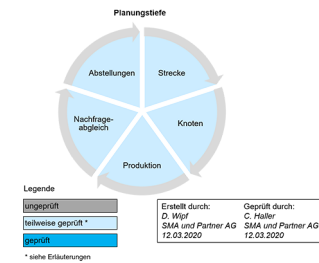 Planungstiefe
Abstellungen
Strecke
Nachfrage-
abgleich
Knoten
Produktion
Legende
ungeprüft
teilweise geprüft *
geprüft
* siehe Erläuterungen
Erstellt durch:
D. Wipf
SMA und Partner AG
12.03.2020
Geprüft durch:
C. Haller
SMA und Partner AG
12.03.2020